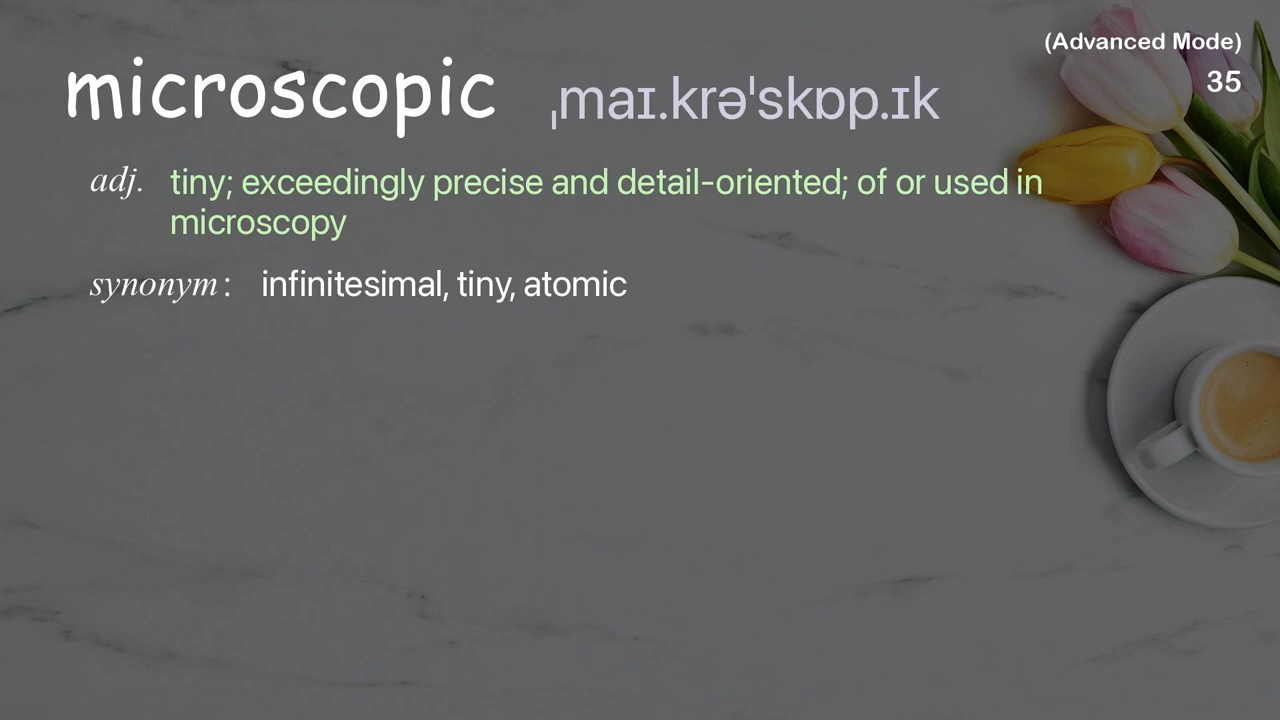 (Advanced Mode)
35
microscopic ˌmaɪ.krəˈskɒp.ɪk
adj. tiny; exceedingly precise and detail-oriented; of or used in
microscopy
synonym: infinitesimal, tiny, atomic